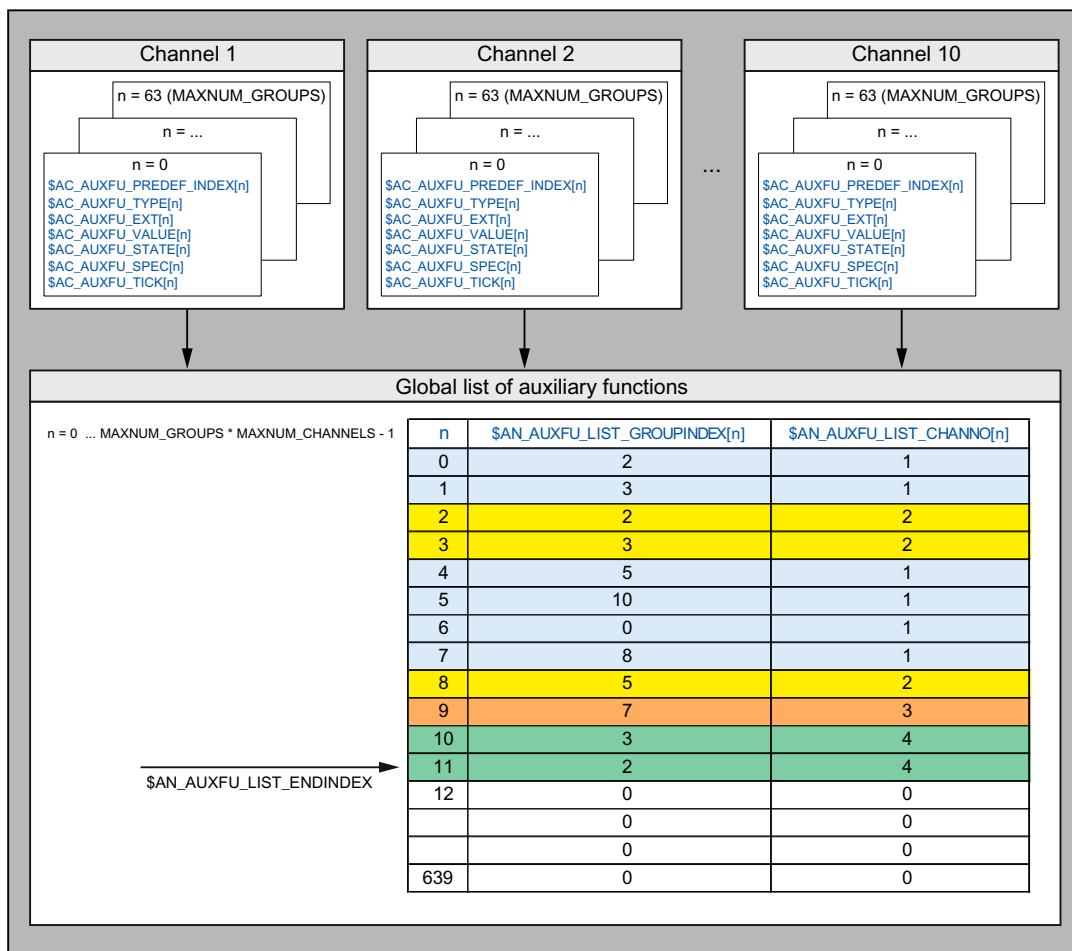 Channel 1
n = 63 (MAXNUM_GROUPS)
n = ...
n = 0
$AC_AUXFU_PREDEF_INDEX[n]
$AC_AUXFU_TYPE[n]
$AC_AUXFU_EXT[n]
$AC_AUXFU_VALUE[n]
$AC_AUXFU_STATE[n]
$AC_AUXFU_SPEC[n]
$AC_AUXFU_TICK[n]
Channel 2
n = 63 (MAXNUM_GROUPS)
n = ...
n = 0
$AC_AUXFU_PREDEF_INDEX[n]
$AC_AUXFU_TYPE[n]
$AC_AUXFU_EXT[n]
$AC_AUXFU_VALUE[n]
$AC_AUXFU_STATE[n]
$AC_AUXFU_SPEC[n]
$AC_AUXFU_TICK[n]
...
Channel 10
n = 63 (MAXNUM_GROUPS)
n = ...
n = 0
$AC_AUXFU_PREDEF_INDEX[n]
$AC_AUXFU_TYPE[n]
$AC_AUXFU_EXT[n]
$AC_AUXFU_VALUE[n]
$AC_AUXFU_STATE[n]
$AC_AUXFU_SPEC[n]
$AC_AUXFU_TICK[n]
Global list of auxiliary functions
n = 0 ... MAXNUM_GROUPS * MAXNUM_CHANNELS - 1
n $AN_AUXFU_LIST_GROUPINDEX[n] $AN_AUXFU_LIST_CHANNO[n]
0 2 1
1 3 1
2 2 2
3 3 2
4 5 1
5 10 1
6 0 1
7 8 1
8 5 2
9 7 3
10 3 4
11 2 4
$AN_AUXFU_LIST_ENDINDEX
12 0 0
0 0
0 0
639 0 0